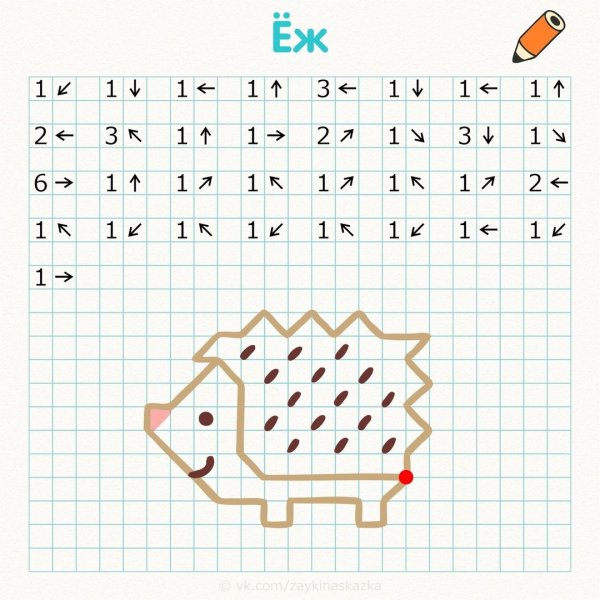 Ёж
1 ↙ 1 ↓ 1 ← 1 ↑ 3 ← 1 ↓ 1 ← 1 ↑
2 ← 3 ↖ 1 ↑ 1 → 2 ↗ 1 ↘ 3 ↓ 1 ↘
6 → 1 ↑ 1 ↗ 1 ↖ 1 ↗ 1 ↖ 1 ↗ 2 ←
1 ↖ 1 ↙ 1 ↖ 1 ↙ 1 ↖ 1 ↙ 1 ← 1 ↙
1 →
© vk.com/zaykinaskazka